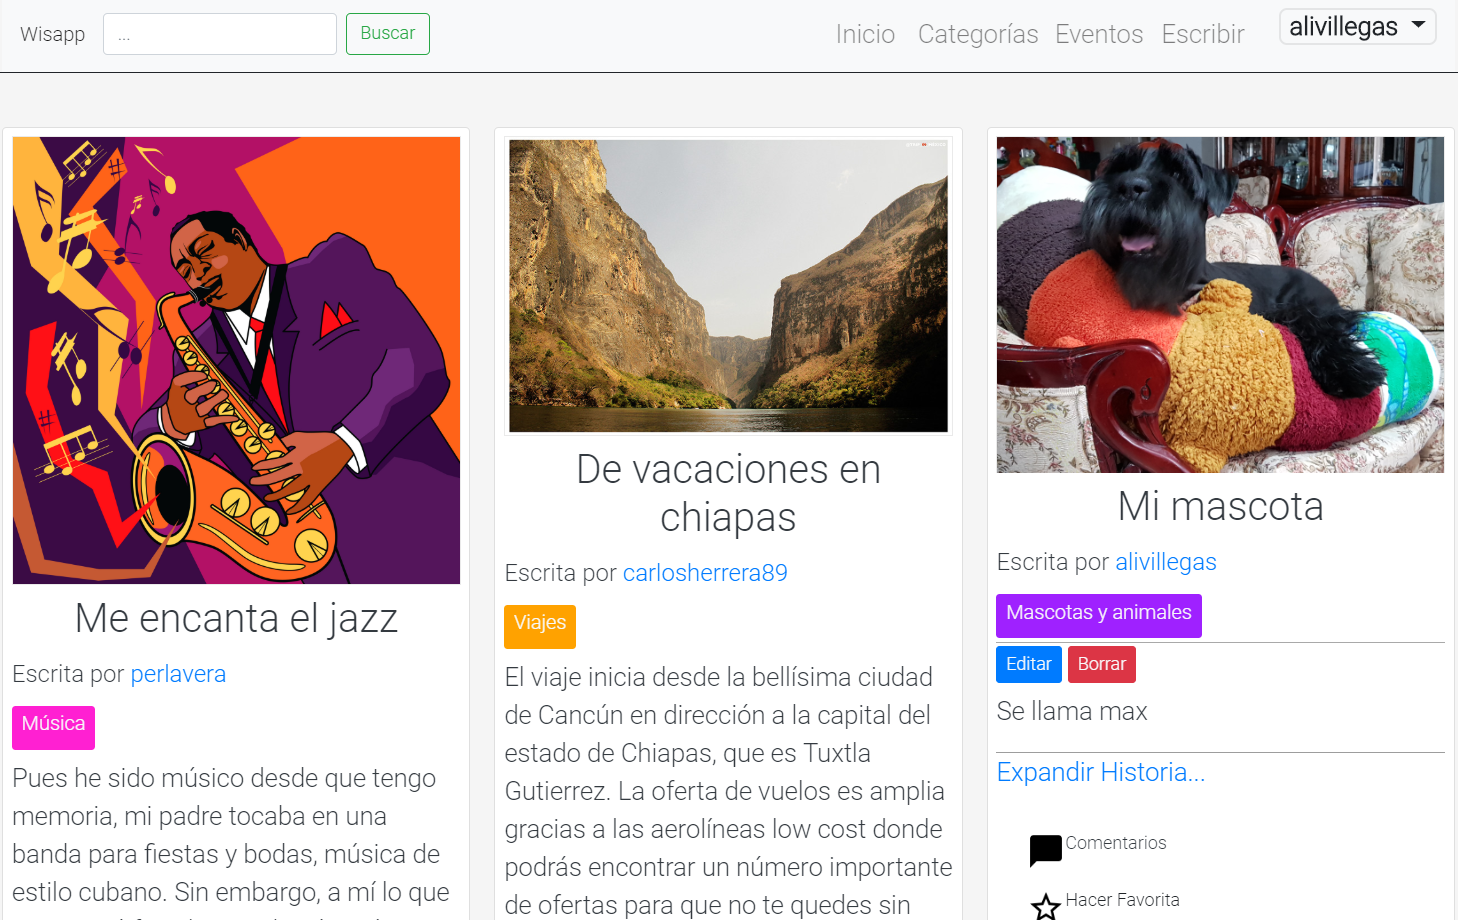 Wisapp
...
Buscar
Inicio
Categorías
Eventos
Escribir
alivillegas
Me encanta el jazz
Escrita por perlavera
Música
Pues he sido músico desde que tengo
memoria, mi padre tocaba en una
banda para fiestas y bodas, música de
estilo cubano. Sin embargo, a mí lo que
De vacaciones en
chiapas
Escrita por carlosherrera89
Viajes
El viaje inicia desde la bellísima ciudad
de Cancún en dirección a la capital del
estado de Chiapas, que es Tuxtla
Gutierrez. La oferta de vuelos es amplia
gracias a las aerolíneas low cost donde
podrás encontrar un número importante
de ofertas para que no te quedes sin
Mi mascota
Escrita por alivillegas
Mascotas y animales
Editar
Borrar
Se llama max
Expandir Historia...
Comentarios
Hacer Favorita